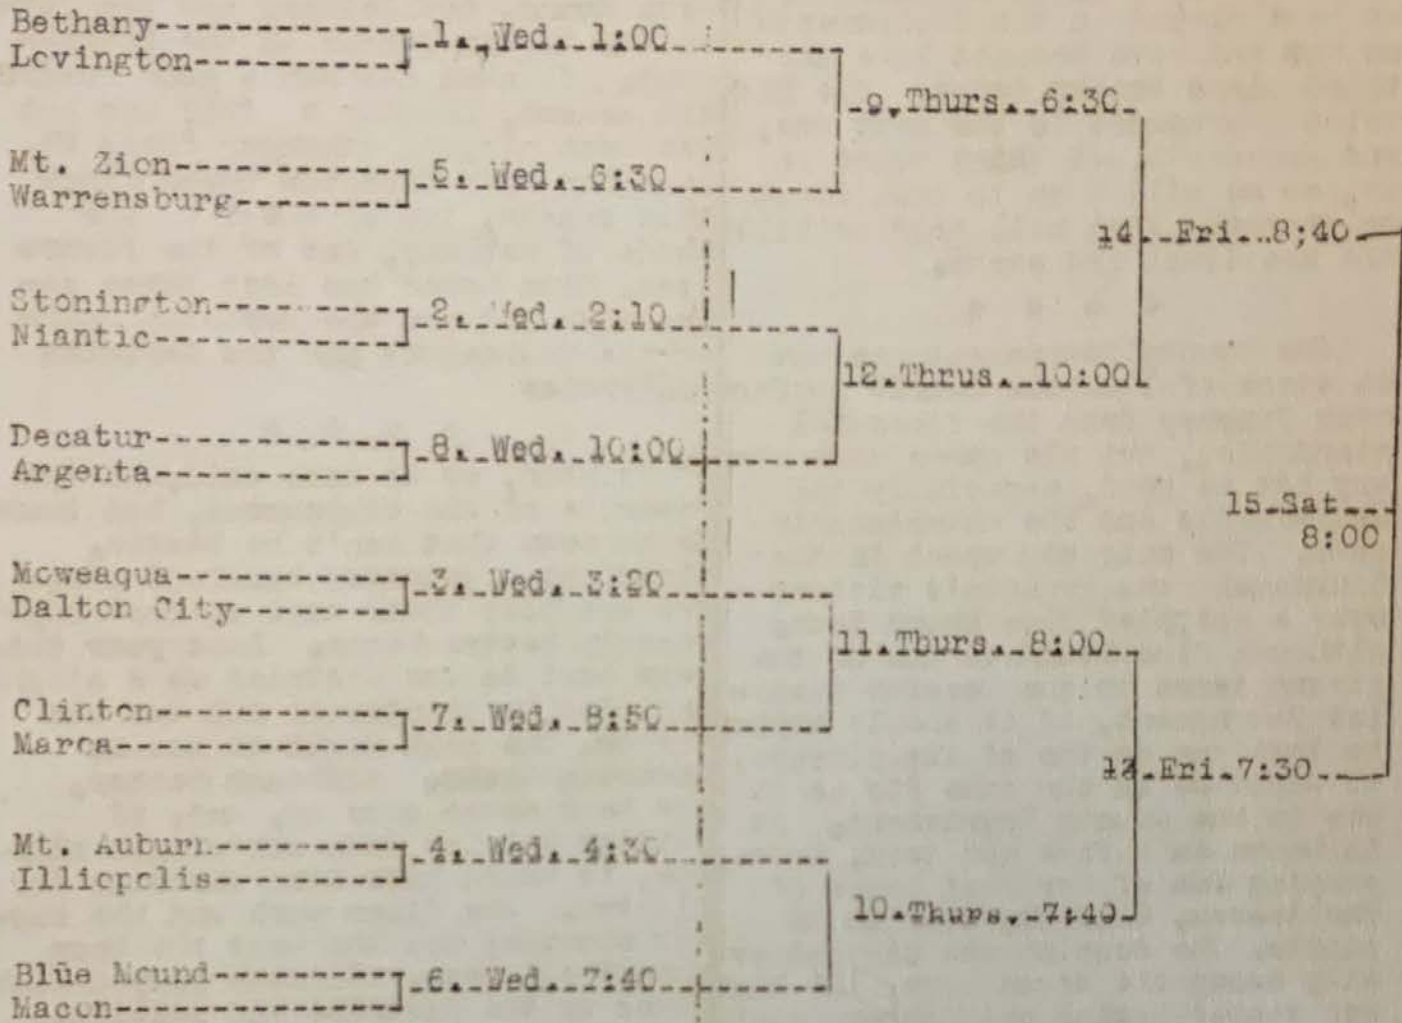 Bethany
1. Wed. 1:00
Lovington
9. Thurs. 6:30
Mt. Zion
5. Wed. 6:30
Warrensburg
14. Fri. 8;40
Stonington
2. Wed. 2:10
Niantic
12. Thrus. 10:00
Decatur
8. Wed. 10:00
Argenta
15 Sat
8:00
Moweaqua
3. Wed. 3:20
Dalton City
11. Thurs. 8:00
Clinton
7. Wed. 8:50
Maroa
13. Fri. 7:30
Mt. Auburn
4. Wed. 4:30
Illiopolis
10. Thurs. 7:40
Blue Mound
6. Wed. 7:40
Macon